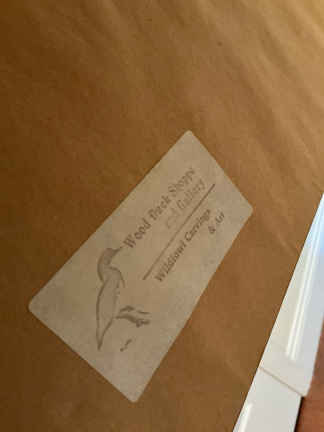 Wood Duck Shoppe
and Gallery
Wildfowl Carvings
& Art